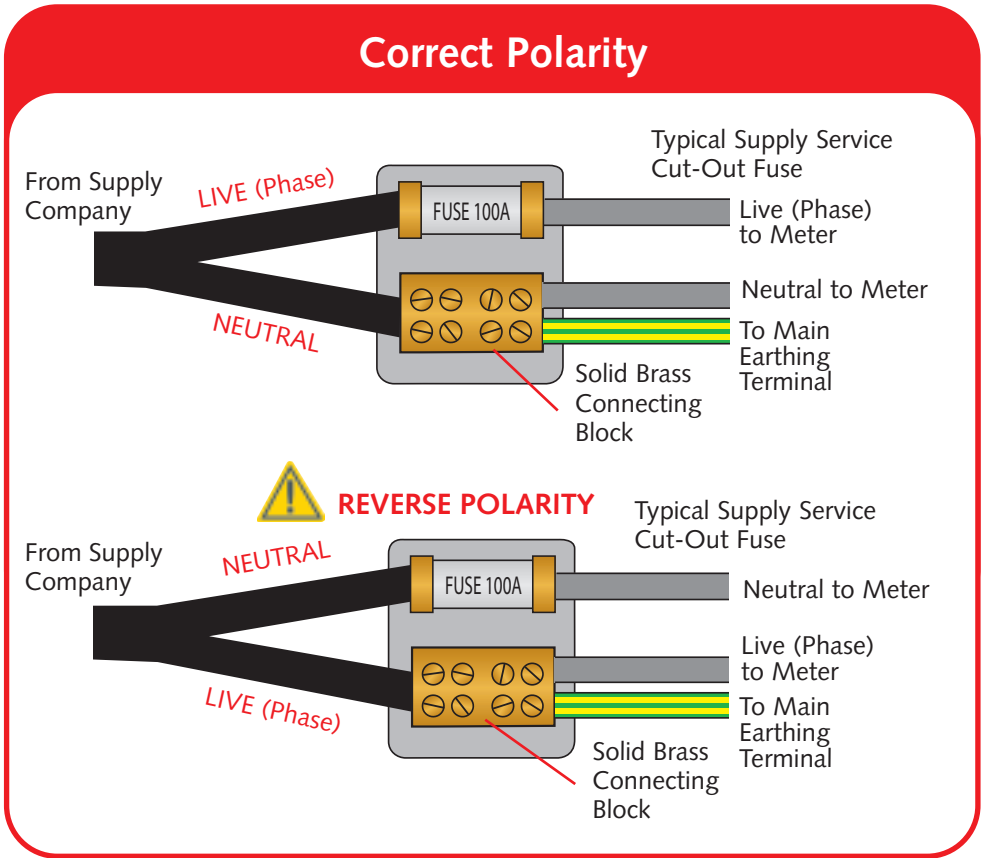 Correct Polarity
From Supply
Company
LIVE (Phase)
NEUTRAL
FUSE 100A
Typical Supply Service
Cut-Out Fuse
Live (Phase)
to Meter
Neutral to Meter
To Main
Earthing
Terminal
Solid Brass
Connecting
Block
REVERSE POLARITY
From Supply
Company
NEUTRAL
LIVE (Phase)
FUSE 100A
Typical Supply Service
Cut-Out Fuse
Neutral to Meter
Live (Phase)
to Meter
To Main
Earthing
Terminal
Solid Brass
Connecting
Block